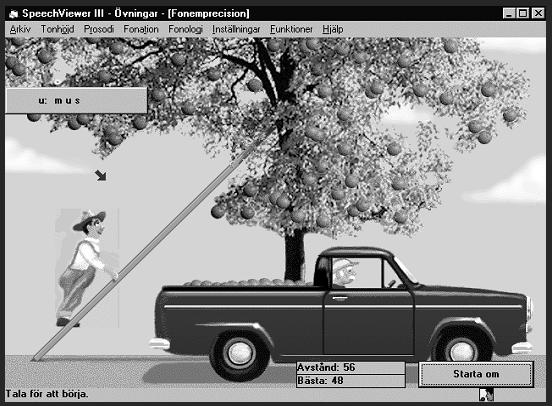 SpeechViewer III - Övningar - [Fonemprecision]
Arkiv Tonhöjd Prosodi Fonation Fonologi Inställningar Funktioner Hjälp
u: m u s
Avstånd: 56
Bästa: 48
Starta om
Tala för att börja.